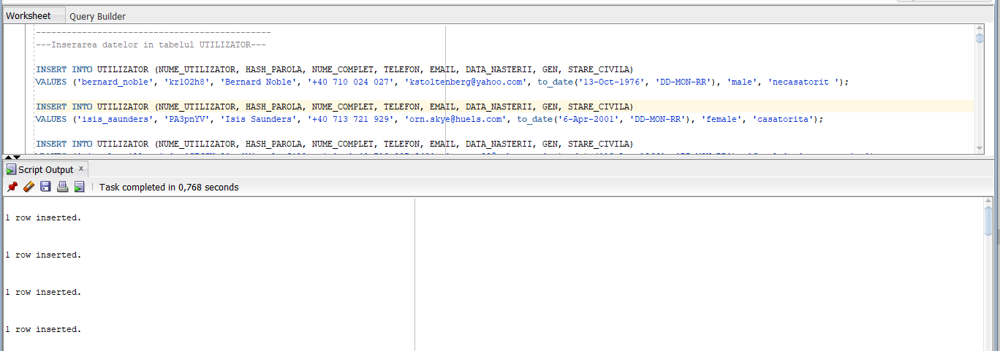 Worksheet Query Builder
----------------------------------------------
---Inserarea datelor in tabelul UTILIZATOR---
INSERT INTO UTILIZATOR (NUME_UTILIZATOR, HASH_PAROLA, NUME_COMPLET, TELEFON, EMAIL, DATA_NASTERII, GEN, STARE_CIVILA)
VALUES ('bernard_noble', 'krlO2h8', 'Bernard Noble', '+40 710 024 027', 'kstoltenberg@yahoo.com', to_date('13-Oct-1976', 'DD-MON-RR'), 'male', 'necasatorit ');
INSERT INTO UTILIZATOR (NUME_UTILIZATOR, HASH_PAROLA, NUME_COMPLET, TELEFON, EMAIL, DATA_NASTERII, GEN, STARE_CIVILA)
VALUES ('isis_saunders', 'PA3pnYV', 'Isis Saunders', '+40 713 721 929', 'orn.skye@huels.com', to_date('6-Apr-2001', 'DD-MON-RR'), 'female', 'casatorita');
INSERT INTO UTILIZATOR (NUME_UTILIZATOR, HASH_PAROLA, NUME_COMPLET, TELEFON, EMAIL, DATA_NASTERII, GEN, STARE_CIVILA)
Script Output x
Task completed in 0,768 seconds
1 row inserted.
1 row inserted.
1 row inserted.
1 row inserted.